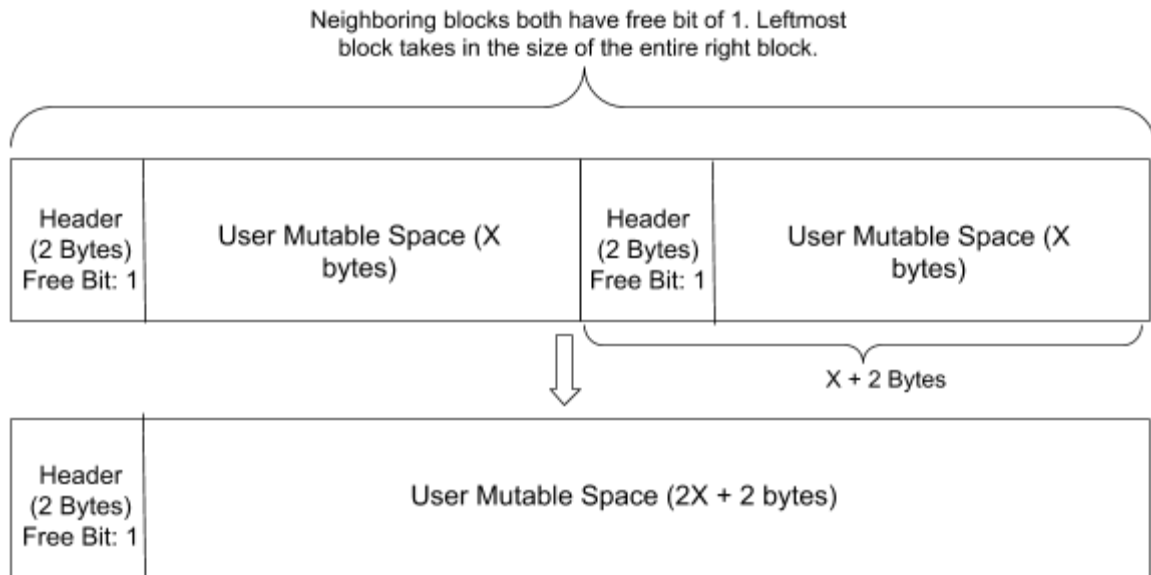 Neighboring blocks both have free bit of 1. Leftmost
block takes in the size of the entire right block.
Header
(2 Bytes)
Free Bit: 1
User Mutable Space (X
bytes)
Header
(2 Bytes)
Free Bit: 1
User Mutable Space (X
bytes)
X + 2 Bytes
Header
(2 Bytes)
Free Bit: 1
User Mutable Space (2X + 2 bytes)